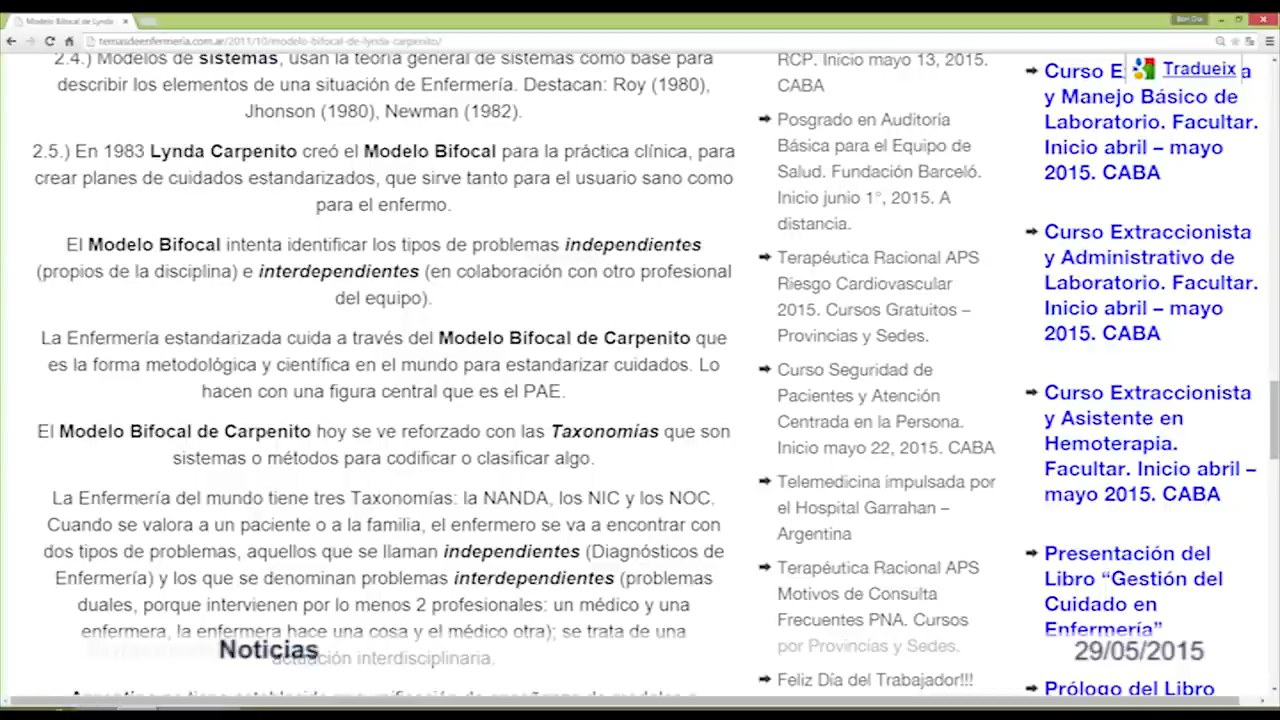 Modelo Bifocal de Lynda
temasdeenfermeria.com.ar/2011/10/modelo-bifocal-de-lynda-carpenito/
2.4.) Modelos de sistemas, usan la teoría general de sistemas como base para
describir los elementos de una situación de Enfermería. Destacan: Roy (1980),
Jhonson (1980), Newman (1982).
2.5.) En 1983 Lynda Carpenito creó el Modelo Bifocal para la práctica clínica, para
crear planes de cuidados estandarizados, que sirve tanto para el usuario sano como
para el enfermo.
El Modelo Bifocal intenta identificar los tipos de problemas independientes
(propios de la disciplina) e interdependientes (en colaboración con otro profesional
del equipo).
La Enfermería estandarizada cuida a través del Modelo Bifocal de Carpenito que
es la forma metodológica y científica en el mundo para estandarizar cuidados. Lo
hacen con una figura central que es el PAE.
El Modelo Bifocal de Carpenito hoy se ve reforzado con las Taxonomías que son
sistemas o métodos para codificar o clasificar algo.
La Enfermería del mundo tiene tres Taxonomías: la NANDA, los NIC y los NOC.
Cuando se valora a un paciente o a la familia, el enfermero se va a encontrar con
dos tipos de problemas, aquellos que se llaman independientes (Diagnósticos de
Enfermería) y los que se denominan problemas interdependientes (problemas
duales, porque intervienen por lo menos 2 profesionales: un médico y una
enfermera, la enfermera hace una cosa y el médico otra); se trata de una
actuación interdisciplinaria.
Noticias
RCP. Inicio mayo 13, 2015.
CABA
Posgrado en Auditoría
Básica para el Equipo de
Salud. Fundación Barceló.
Inicio junio 1°, 2015. A
distancia.
Terapéutica Racional APS
Riesgo Cardiovascular
2015. Cursos Gratuitos –
Provincias y Sedes.
Curso Seguridad de
Pacientes y Atención
Centrada en la Persona.
Inicio mayo 22, 2015. CABA
Telemedicina impulsada por
el Hospital Garrahan –
Argentina
Terapéutica Racional APS
Motivos de Consulta
Frecuentes PNA. Cursos
por Provincias y Sedes.
Feliz Día del Trabajador!!!
Tradueix
Curso
y Manejo Básico de
Laboratorio. Facultar.
Inicio abril – mayo
2015. CABA
Curso Extraccionista
y Administrativo de
Laboratorio. Facultar.
Inicio abril – mayo
2015. CABA
Curso Extraccionista
y Asistente en
Hemoterapia.
Facultar. Inicio abril –
mayo 2015. CABA
Presentación del
Libro “Gestión del
Cuidado en
Enfermería”
29/05/2015
Prólogo del Libro